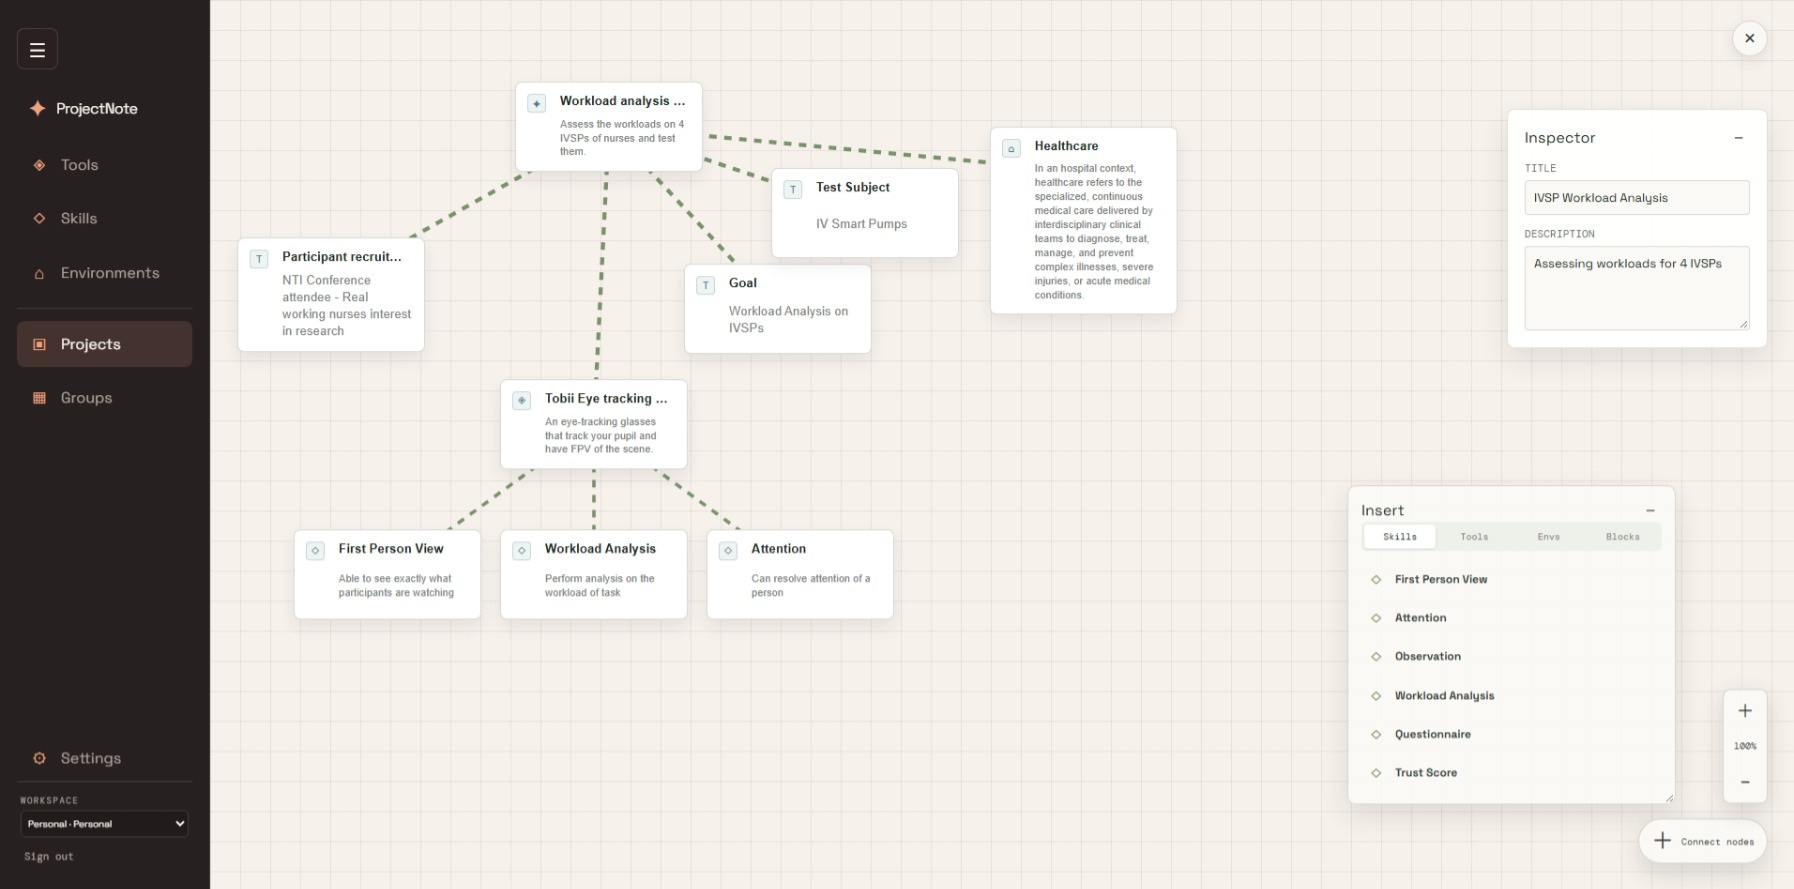 ProjectNote
Tools
Skills
Environments
Projects
Groups
Settings
WORKSPACE
Personal - Personal
Sign out
Workload analysis ...
Assess the workloads on 4
IVSPs of nurses and test
them.
Participant recruit...
NTI Conference
attendee - Real
working nurses interest
in research
Test Subject
IV Smart Pumps
Goal
Workload Analysis on
IVSPs
Healthcare
In an hospital context,
healthcare refers to the
specialized, continuous
medical care delivered by
interdisciplinary clinical
teams to diagnose, treat,
manage, and prevent
complex illnesses, severe
injuries, or acute medical
conditions.
Tobii Eye tracking ...
An eye-tracking glasses
that track your pupil and
have FPV of the scene.
First Person View
Able to see exactly what
participants are watching
Workload Analysis
Perform analysis on the
workload of task
Attention
Can resolve attention of a
person
Inspector
TITLE
IVSP Workload Analysis
DESCRIPTION
Assessing workloads for 4 IVSPs
Insert
Skills Tools Envs Blocks
First Person View
Attention
Observation
Workload Analysis
Questionnaire
Trust Score
100%
Connect nodes